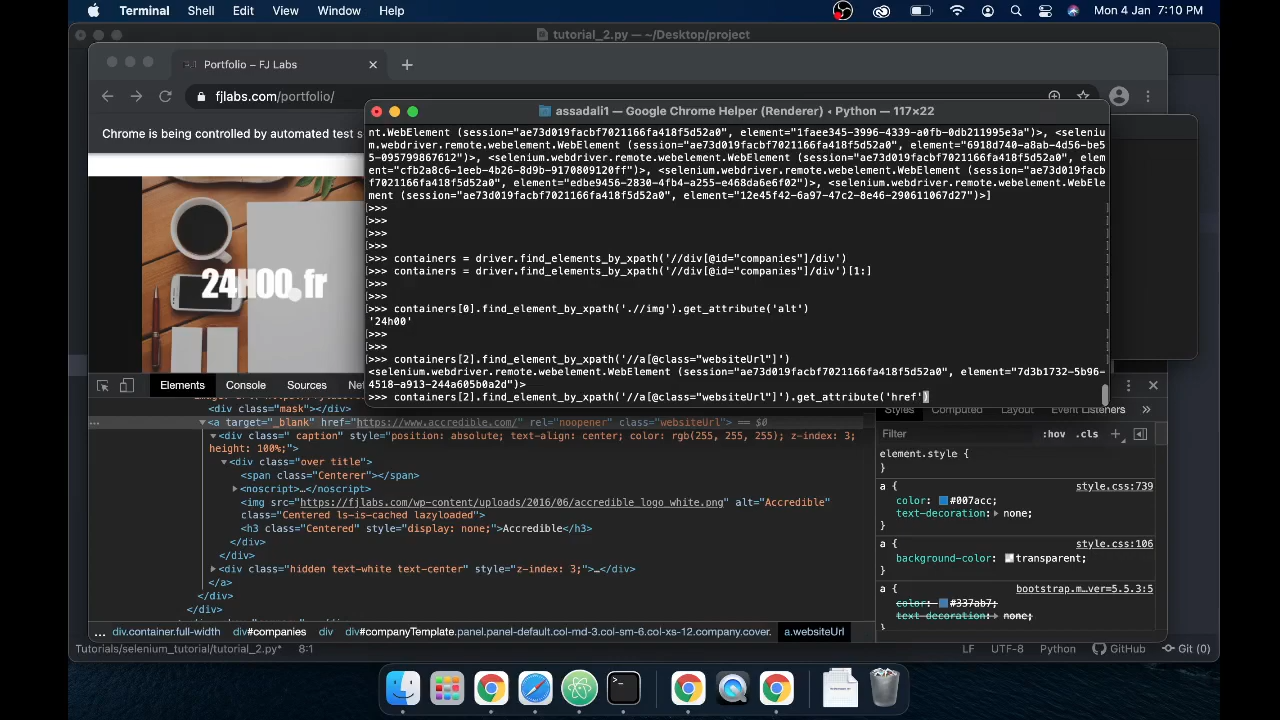 Terminal Shell Edit View Window Help Mon 4 Jan 7:10 PM
tutorial_2.py — ~/Desktop/project
Portfolio – FJ Labs
fjlabs.com/portfolio/
Chrome is being controlled by automated test s
assadali1 — Google Chrome Helper (Renderer) ◂ Python — 117×22
nt.WebElement (session="ae73d019facbf7021166fa418f5d52a0", element="1faee345-3996-4339-a0fb-0db211995e3a")>, <seleniu
m.webdriver.remote.webelement.WebElement (session="ae73d019facbf7021166fa418f5d52a0", element="6918d740-a8ab-4d56-be5
5-095799867612")>, <selenium.webdriver.remote.webelement.WebElement (session="ae73d019facbf7021166fa418f5d52a0", elem
ent="cfb2a8c6-1eeb-4b26-8d9b-9170809120ff")>, <selenium.webdriver.remote.webelement.WebElement (session="ae73d019facb
f7021166fa418f5d52a0", element="edbe9456-2830-4fb4-a255-e468da6e6f02")>, <selenium.webdriver.remote.webelement.WebEle
ment (session="ae73d019facbf7021166fa418f5d52a0", element="12e45f42-6a97-47c2-8e46-290611067d27")>]
>>>
>>>
>>>
>>>
>>> containers = driver.find_elements_by_xpath('//div[@id="companies"]/div')
>>> containers = driver.find_elements_by_xpath('//div[@id="companies"]/div')[1:]
>>>
>>>
>>> containers[0].find_element_by_xpath('.//img').get_attribute('alt')
'24h00'
>>>
>>>
>>> containers[2].find_element_by_xpath('//a[@class="websiteUrl"]')
<selenium.webdriver.remote.webelement.WebElement (session="ae73d019facbf7021166fa418f5d52a0", element="7d3b1732-5b96-
4518-a913-244a605b0a2d")>
>>> containers[2].find_element_by_xpath('//a[@class="websiteUrl"]').get_attribute('href')
24H00.fr
Elements Console Sources Net
<div class="mask"></div>
<a target="_blank" href="https://www.accredible.com/" rel="noopener" class="websiteUrl"> == $0
<div class=" caption" style="position: absolute; text-align: center; color: rgb(255, 255, 255); z-index: 3;
height: 100%;">
<div class="over title">
<span class="Centerer"></span>
<noscript>…</noscript>
<img src="https://fjlabs.com/wp-content/uploads/2016/06/accredible_logo_white.png" alt="Accredible"
class="Centered ls-is-cached lazyloaded">
<h3 class="Centered" style="display: none;">Accredible</h3>
</div>
</div>
<div class="hidden text-white text-center" style="z-index: 3;">…</div>
</a>
</div>
</div>
... div.container.full-width div#companies div div#companyTemplate.panel.panel-default.col-md-3.col-sm-6.col-xs-12.company.cover. a.websiteUrl
Styles Computed Layout Event Listeners »
Filter :hov .cls
element.style {
}
a { style.css:739
color: #007acc;
text-decoration: none;
}
a { style.css:106
background-color: transparent;
}
a { bootstrap.m…ver=5.5.3:5
color: #337ab7;
text-decoration: none;
}
Tutorials/selenium_tutorial/tutorial_2.py* 8:1 LF UTF-8 Python GitHub Git (0)